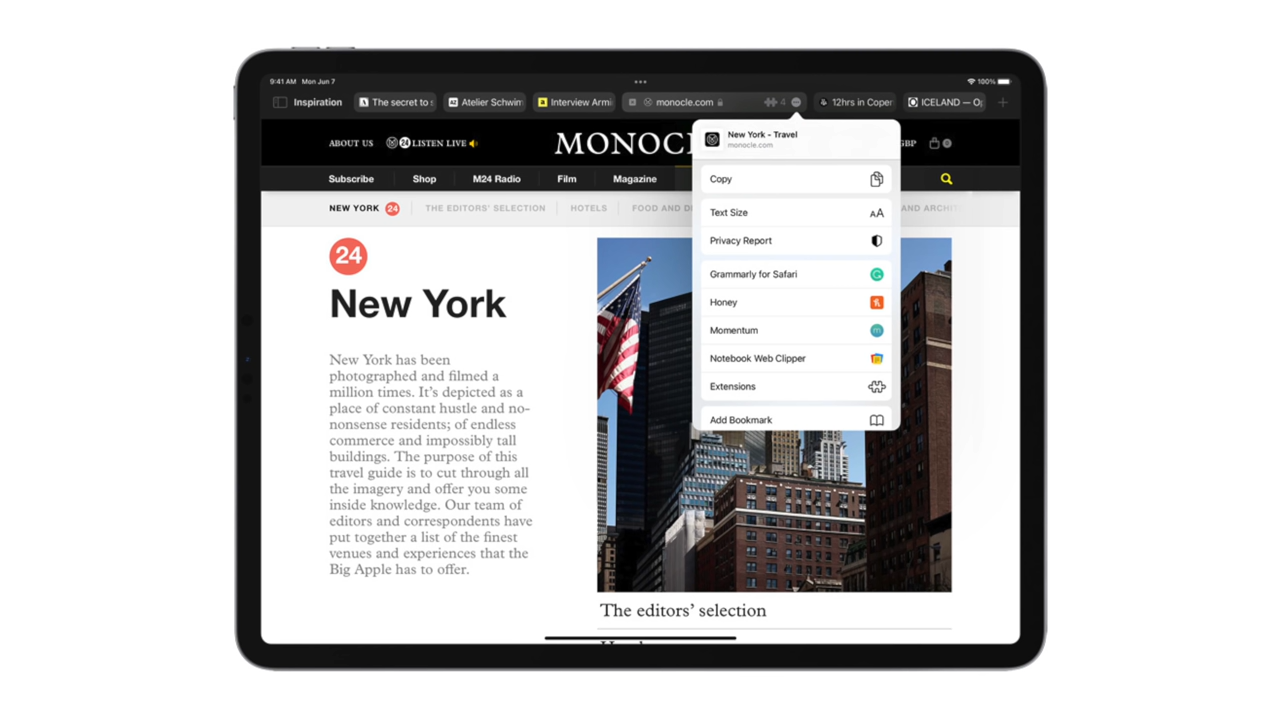 9:41 AM Mon Jun 7
100%
Inspiration
The secret to s
AZ Atelier Schwim
Interview Armi
monocle.com
4
12hrs in Coper
ICELAND — O
ABOUT US
24 LISTEN LIVE
MONOC
GBP
0
Subscribe
Shop
M24 Radio
Film
Magazine
NEW YORK 24
THE EDITORS' SELECTION
HOTELS
FOOD AND D
AND ARCHIT
24
New York
New York has been
photographed and filmed a
million times. It’s depicted as a
place of constant hustle and no-
nonsense residents; of endless
commerce and impossibly tall
buildings. The purpose of this
travel guide is to cut through all
the imagery and offer you some
inside knowledge. Our team of
editors and correspondents have
put together a list of the finest
venues and experiences that the
Big Apple has to offer.
New York – Travel
monocle.com
Copy
Text Size
AA
Privacy Report
Grammarly for Safari
Honey
Momentum
m
Notebook Web Clipper
Extensions
Add Bookmark
The editors’ selection